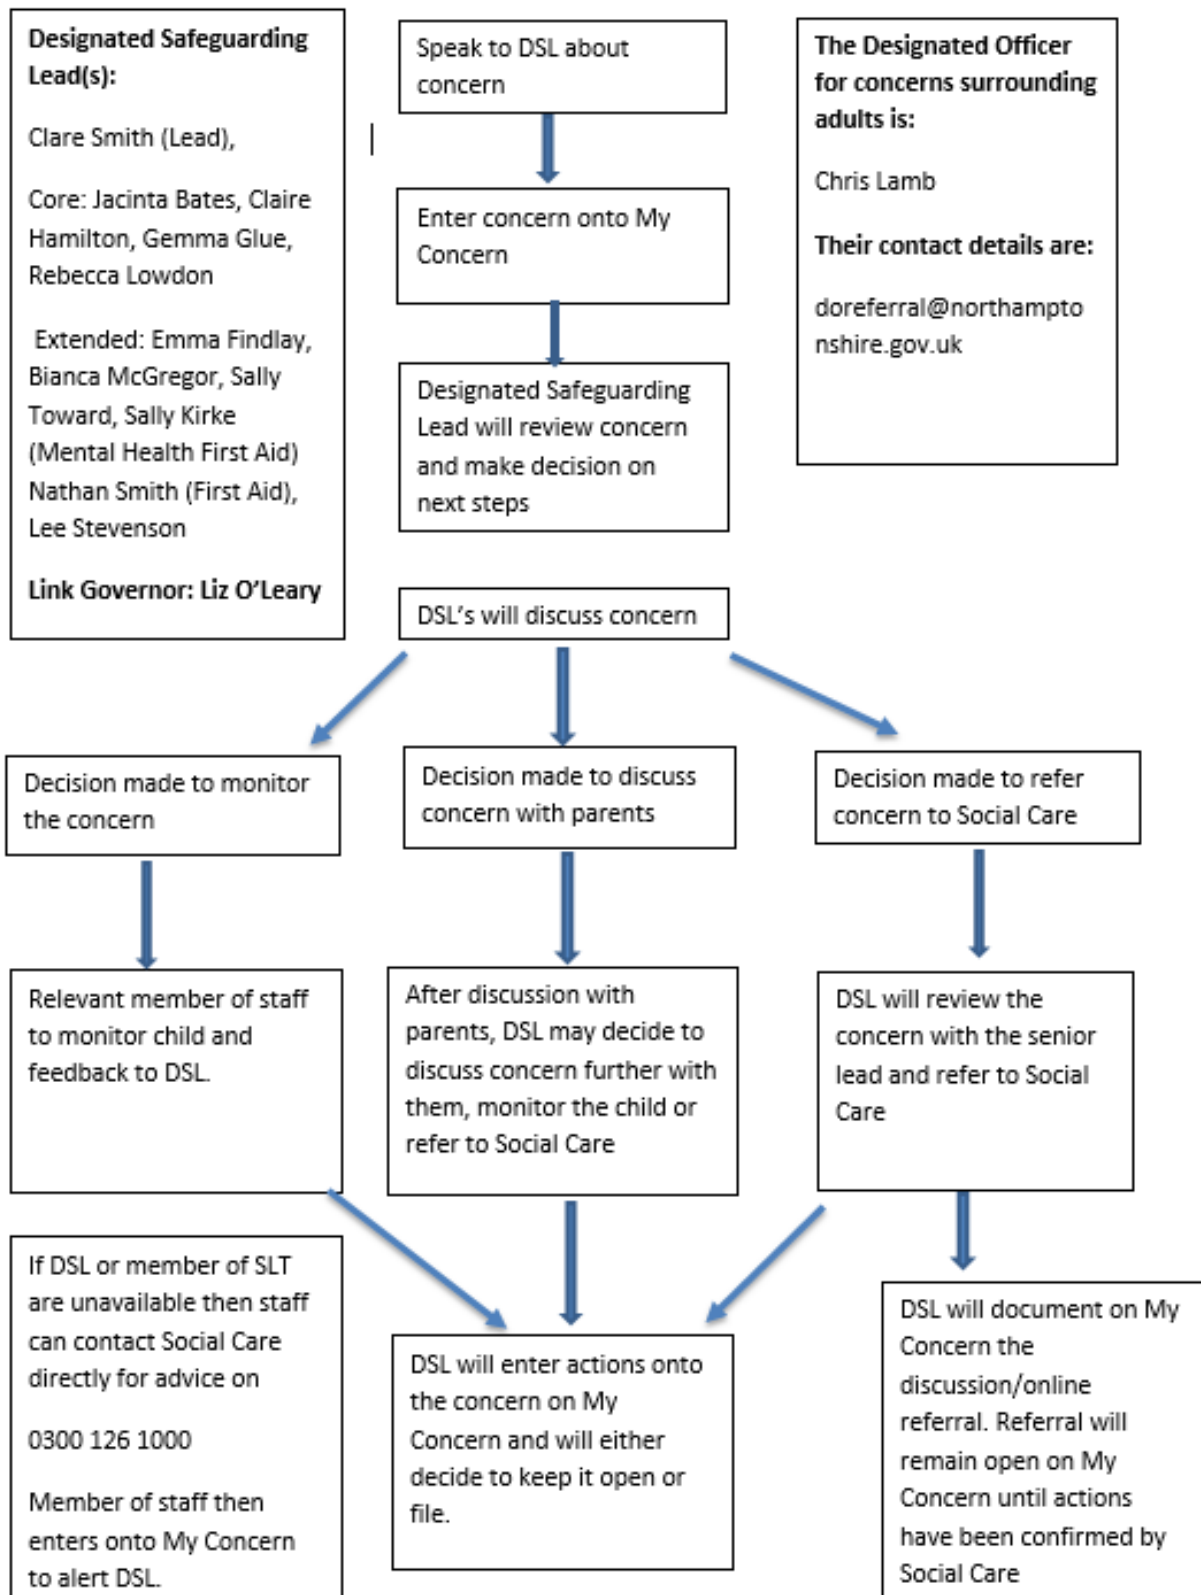 Designated Safeguarding
Lead(s):
Clare Smith (Lead),
Core: Jacinta Bates, Claire
Hamilton, Gemma Glue,
Rebecca Lowdon
Extended: Emma Findlay,
Bianca McGregor, Sally
Toward, Sally Kirke
(Mental Health First Aid)
Nathan Smith (First Aid),
Lee Stevenson
Link Governor: Liz O’Leary
Speak to DSL about
concern
Enter concern onto My
Concern
Designated Safeguarding
Lead will review concern
and make decision on
next steps
The Designated Officer
for concerns surrounding
adults is:
Chris Lamb
Their contact details are:
doreferral@northampto
nshire.gov.uk
DSL’s will discuss concern
Decision made to monitor
the concern
Decision made to discuss
concern with parents
Decision made to refer
concern to Social Care
Relevant member of staff
to monitor child and
feedback to DSL.
After discussion with
parents, DSL may decide to
discuss concern further with
them, monitor the child or
refer to Social Care
DSL will review the
concern with the senior
lead and refer to Social
Care
If DSL or member of SLT
are unavailable then staff
can contact Social Care
directly for advice on
0300 126 1000
Member of staff then
enters onto My Concern
to alert DSL.
DSL will enter actions onto
the concern on My
Concern and will either
decide to keep it open or
file.
DSL will document on My
Concern the
discussion/online
referral. Referral will
remain open on My
Concern until actions
have been confirmed by
Social Care